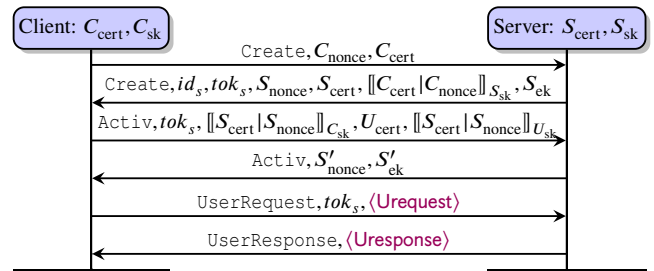 Client: C_cert, C_sk
Server: S_cert, S_sk
Create, C_nonce, C_cert
Create, id_s, tok_s, S_nonce, S_cert, ⟦C_cert|C_nonce⟧_S_sk, S_ek
Activ, tok_s, ⟦S_cert|S_nonce⟧_C_sk, U_cert, ⟦S_cert|S_nonce⟧_U_sk
Activ, S′_nonce, S′_ek
UserRequest, tok_s, ⟨Urequest⟩
UserResponse, ⟨Uresponse⟩